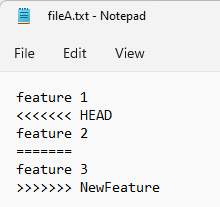 fileA.txt - Notepad
File Edit View
feature 1
<<<<<<< HEAD
feature 2
=======
feature 3
>>>>>>> NewFeature